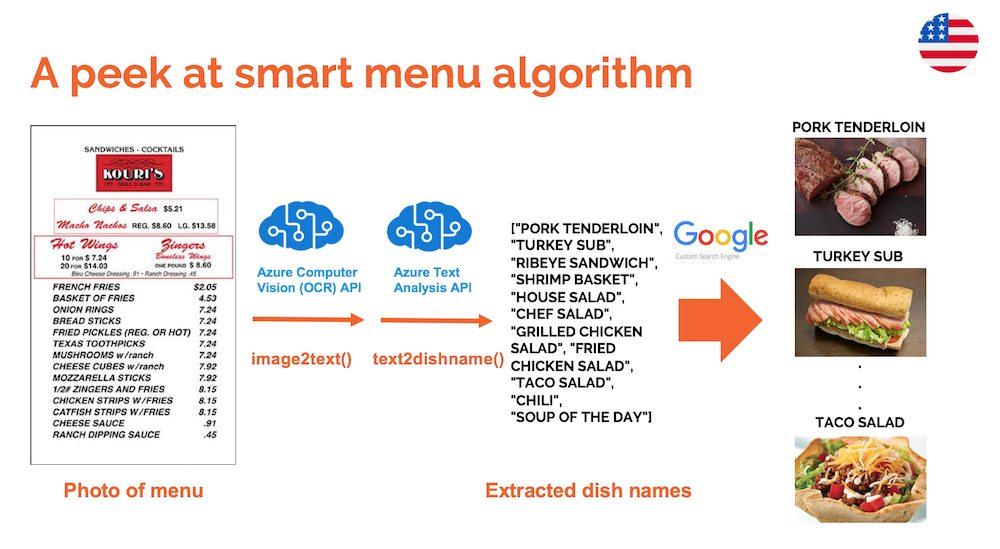 A peek at smart menu algorithm
SANDWICHES - COCKTAILS
KOURI'S
GRILL & BAR
Chips & Salsa $5.21
Macho Nachos REG. $8.60 LG. $13.58
Hot Wings
10 FOR $ 7.24
20 FOR $14.03
Zingers
Boneless Wings
ONE POUND $ 8.60
Bleu Cheese Dressing .91 • Ranch Dressing .45
FRENCH FRIES $2.05
BASKET OF FRIES 4.53
ONION RINGS 7.24
BREAD STICKS 7.24
FRIED PICKLES (REG. OR HOT) 7.24
TEXAS TOOTHPICKS 7.24
MUSHROOMS w/ranch 7.24
CHEESE CUBES w/ranch 7.92
MOZZARELLA STICKS 7.92
1/2# ZINGERS AND FRIES 8.15
CHICKEN STRIPS W/FRIES 8.15
CATFISH STRIPS W/FRIES 8.15
CHEESE SAUCE .91
RANCH DIPPING SAUCE .45
Photo of menu
Azure Computer
Vision (OCR) API
image2text()
Azure Text
Analysis API
text2dishname()
["PORK TENDERLOIN",
"TURKEY SUB",
"RIBEYE SANDWICH",
"SHRIMP BASKET",
"HOUSE SALAD",
"CHEF SALAD",
"GRILLED CHICKEN
SALAD", "FRIED
CHICKEN SALAD",
"TACO SALAD",
"CHILI",
"SOUP OF THE DAY"]
Extracted dish names
Google
Custom Search Engine
PORK TENDERLOIN
TURKEY SUB
.
.
.
TACO SALAD